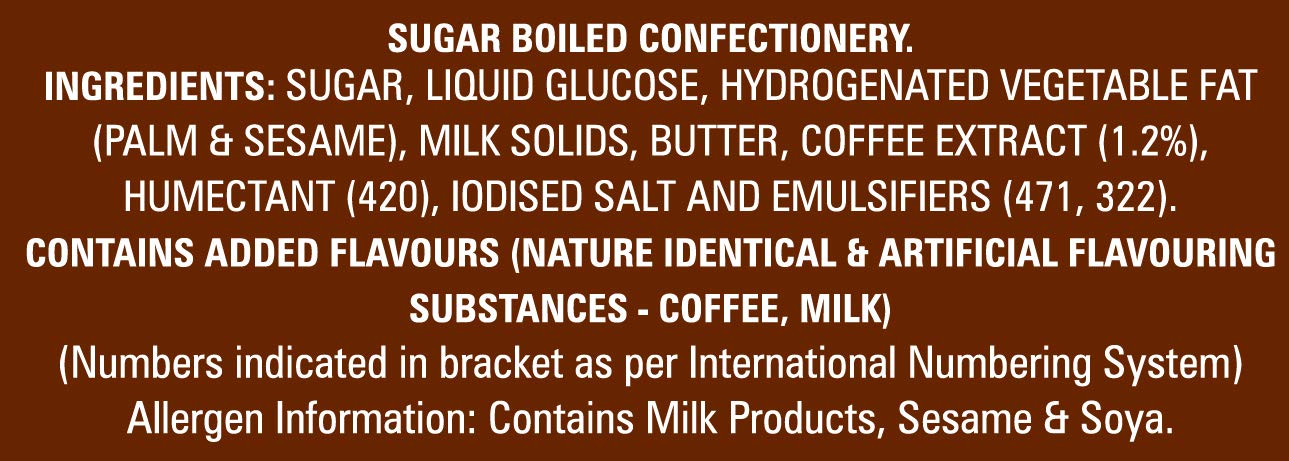 SUGAR BOILED CONFECTIONERY.
INGREDIENTS: SUGAR, LIQUID GLUCOSE, HYDROGENATED VEGETABLE FAT
(PALM & SESAME), MILK SOLIDS, BUTTER, COFFEE EXTRACT (1.2%),
HUMECTANT (420), IODISED SALT AND EMULSIFIERS (471, 322).
CONTAINS ADDED FLAVOURS (NATURE IDENTICAL & ARTIFICIAL FLAVOURING
SUBSTANCES - COFFEE, MILK)
(Numbers indicated in bracket as per International Numbering System)
Allergen Information: Contains Milk Products, Sesame & Soya.